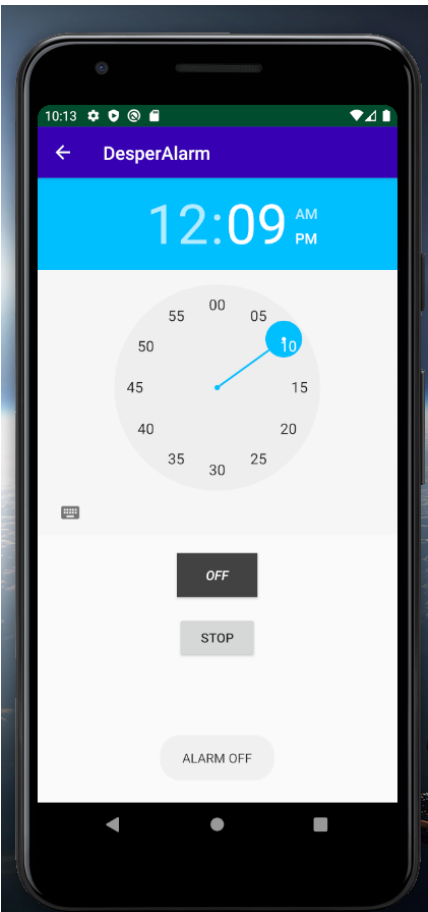 10:13
DesperAlarm
12:09 AM
PM
00
55 05
50 10
45 15
40 20
35 25
30
OFF
STOP
ALARM OFF